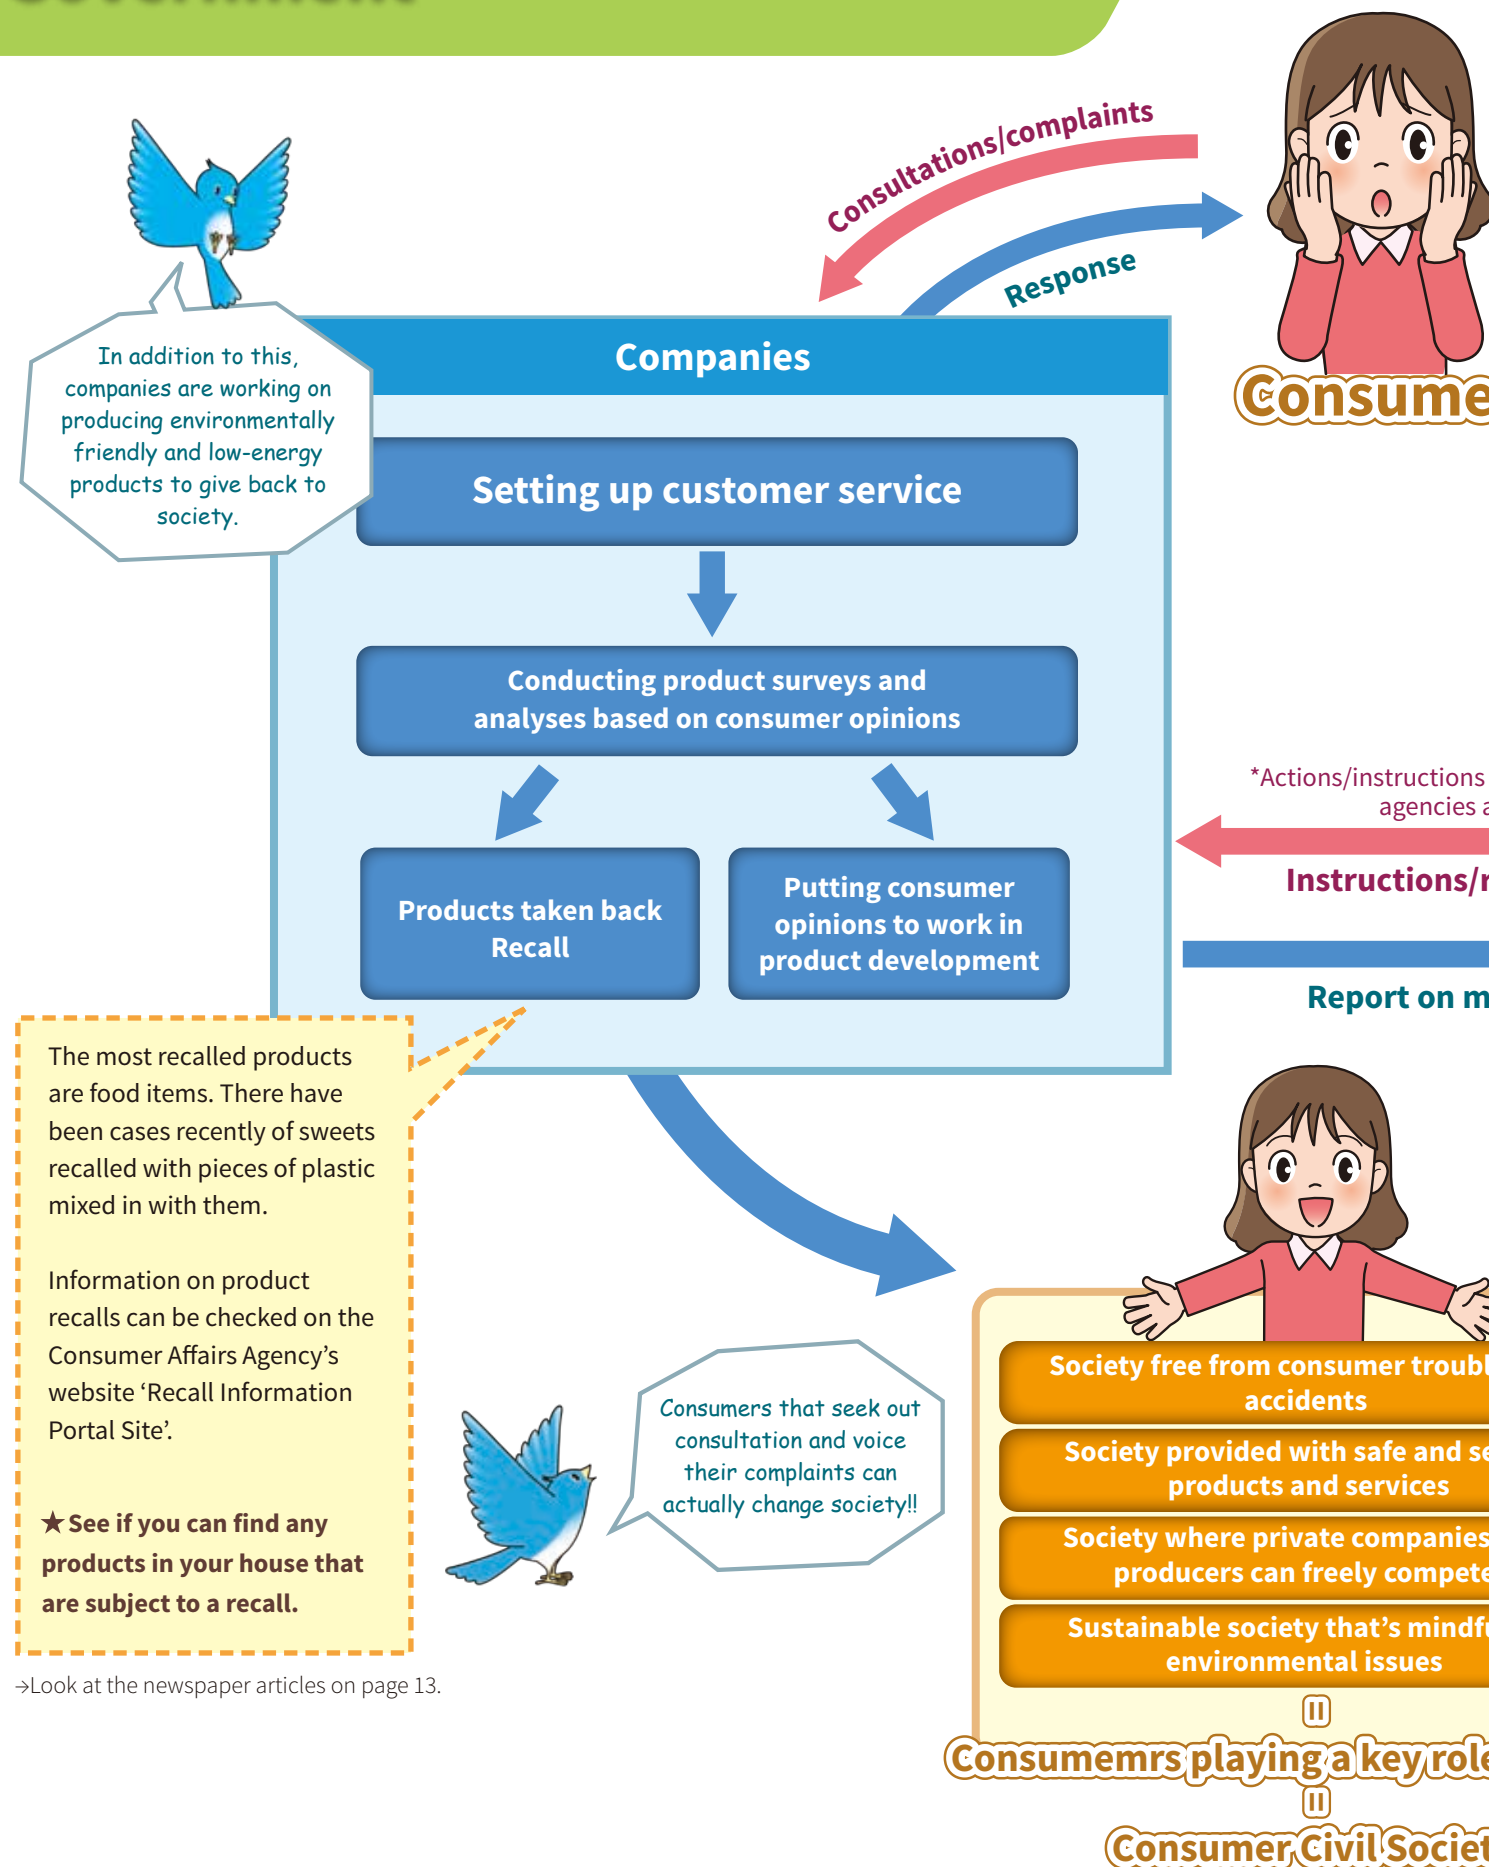 Consultations/complaints
Response
In addition to this,
companies are working on
producing environmentally
friendly and low-energy
products to give back to
society.
Companies
Setting up customer service
Conducting product surveys and
analyses based on consumer opinions
Products taken back
Recall
Putting consumer
opinions to work in
product development
Consume
*Actions/instructions
agencies a
Instructions/r
Report on m
The most recalled products
are food items. There have
been cases recently of sweets
recalled with pieces of plastic
mixed in with them.
Information on product
recalls can be checked on the
Consumer Affairs Agency’s
website ‘Recall Information
Portal Site’.
★See if you can find any
products in your house that
are subject to a recall.
→Look at the newspaper articles on page 13.
Consumers that seek out
consultation and voice
their complaints can
actually change society!!
Society free from consumer troubl
accidents
Society provided with safe and se
products and services
Society where private companies
producers can freely compete
Sustainable society that’s mindf
environmental issues
=
Consumemrs playing a key role
=
Consumer Civil Societ